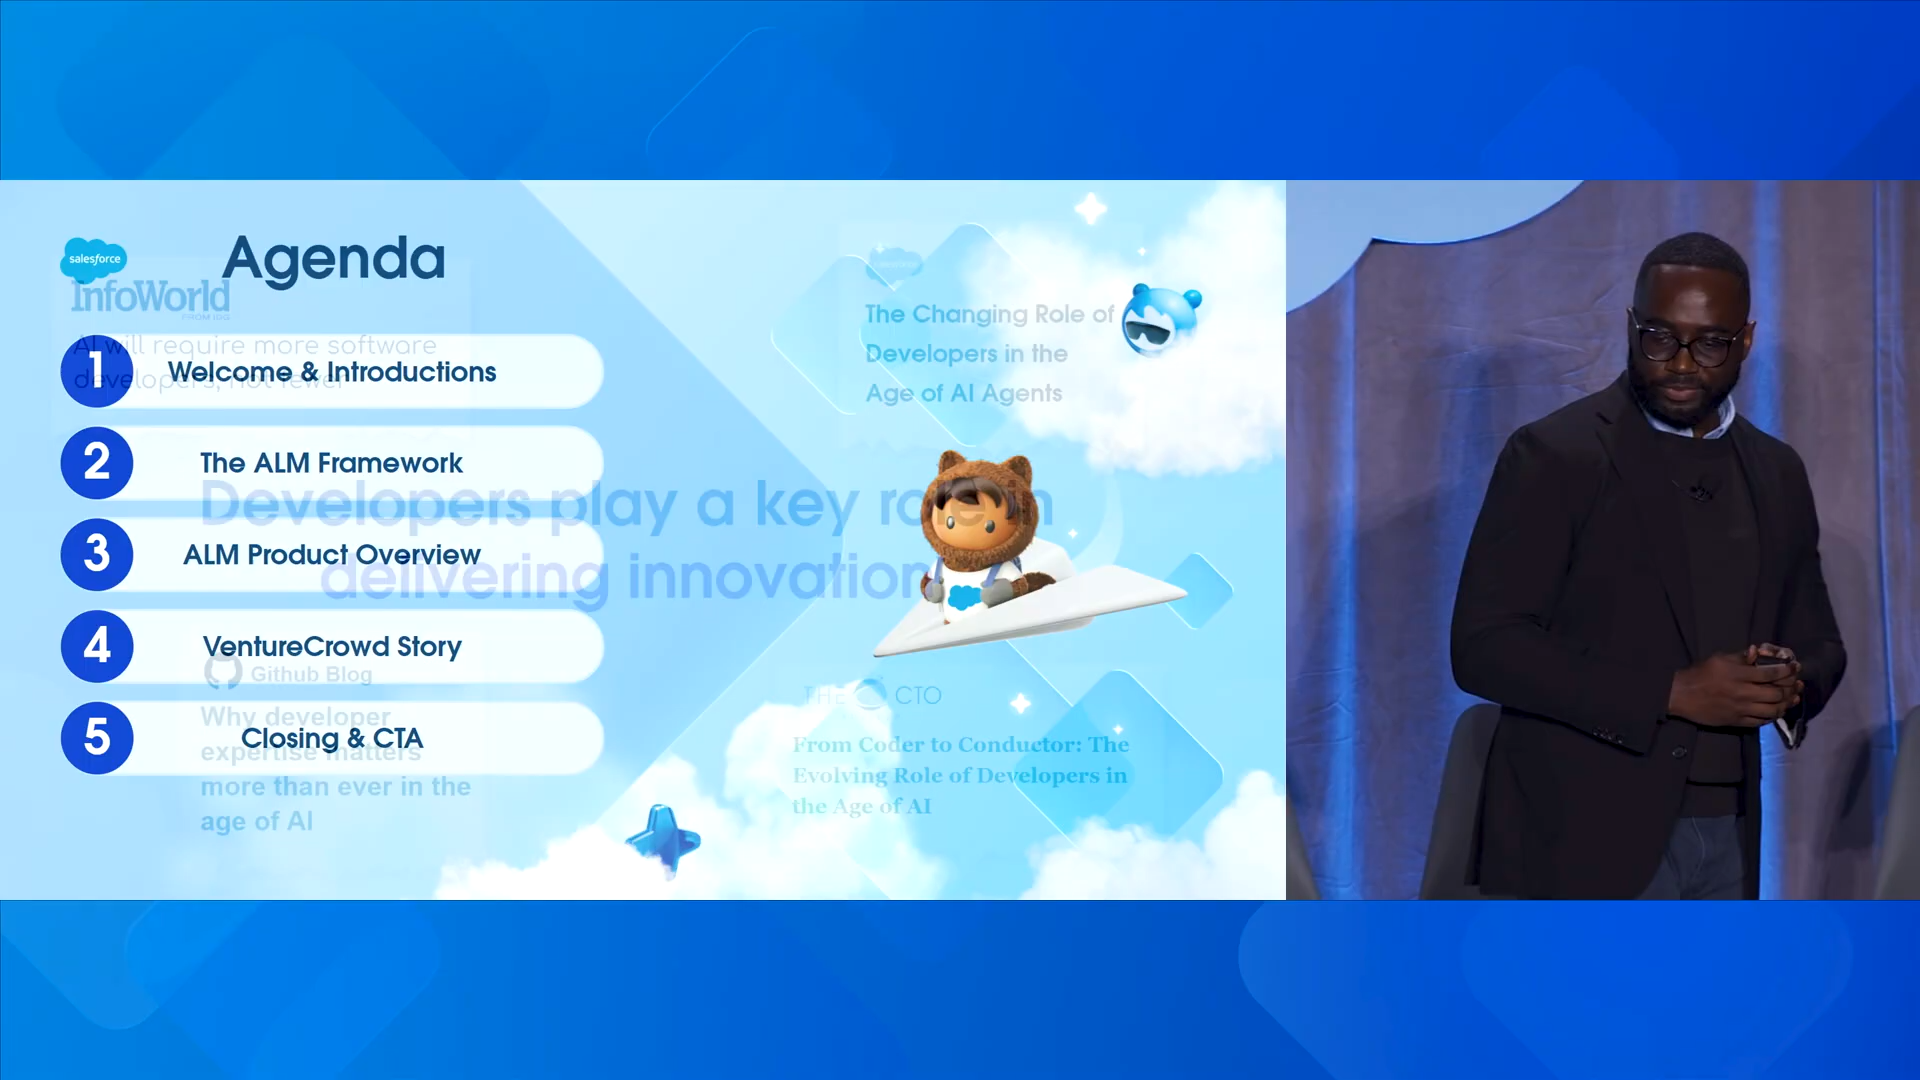 salesforce
Agenda
1 Welcome & Introductions
2 The ALM Framework
3 ALM Product Overview
4 VentureCrowd Story
5 Closing & CTA
InfoWorld
FROM IDG
AI will require more software
developers, not fewer
salesforce
The Changing Role of
Developers in the
Age of AI Agents
Developers play a key role in
delivering innovation
Github Blog
Why developer
expertise matters
more than ever in the
age of AI
THE CTO
From Coder to Conductor: The
Evolving Role of Developers in
the Age of AI